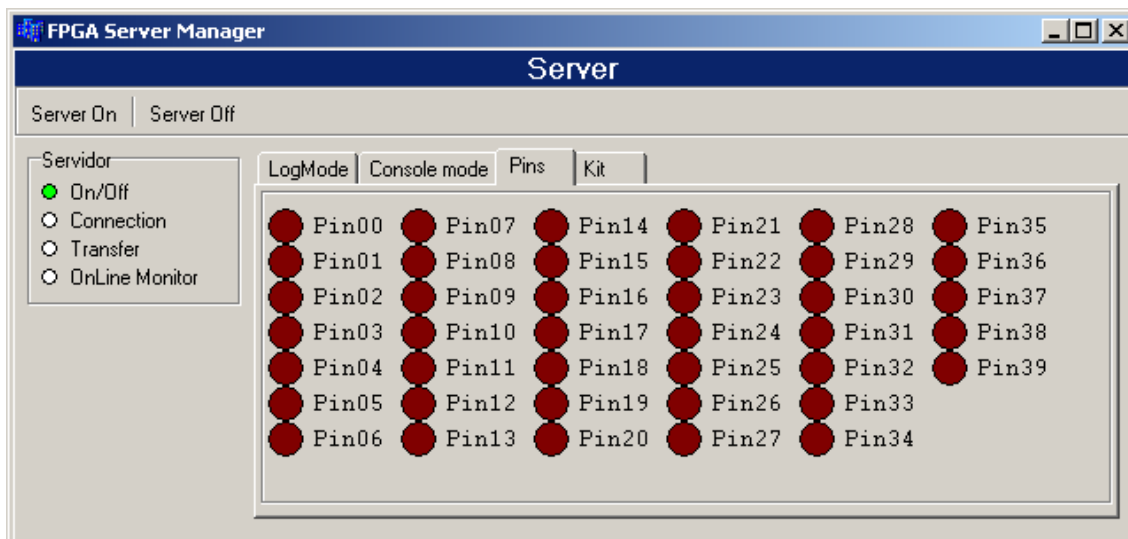 FPGA Server Manager
Server
Server On Server Off
Servidor
On/Off
Connection
Transfer
OnLine Monitor
LogMode Console mode Pins Kit
Pin00 Pin07 Pin14 Pin21 Pin28 Pin35
Pin01 Pin08 Pin15 Pin22 Pin29 Pin36
Pin02 Pin09 Pin16 Pin23 Pin30 Pin37
Pin03 Pin10 Pin17 Pin24 Pin31 Pin38
Pin04 Pin11 Pin18 Pin25 Pin32 Pin39
Pin05 Pin12 Pin19 Pin26 Pin33
Pin06 Pin13 Pin20 Pin27 Pin34